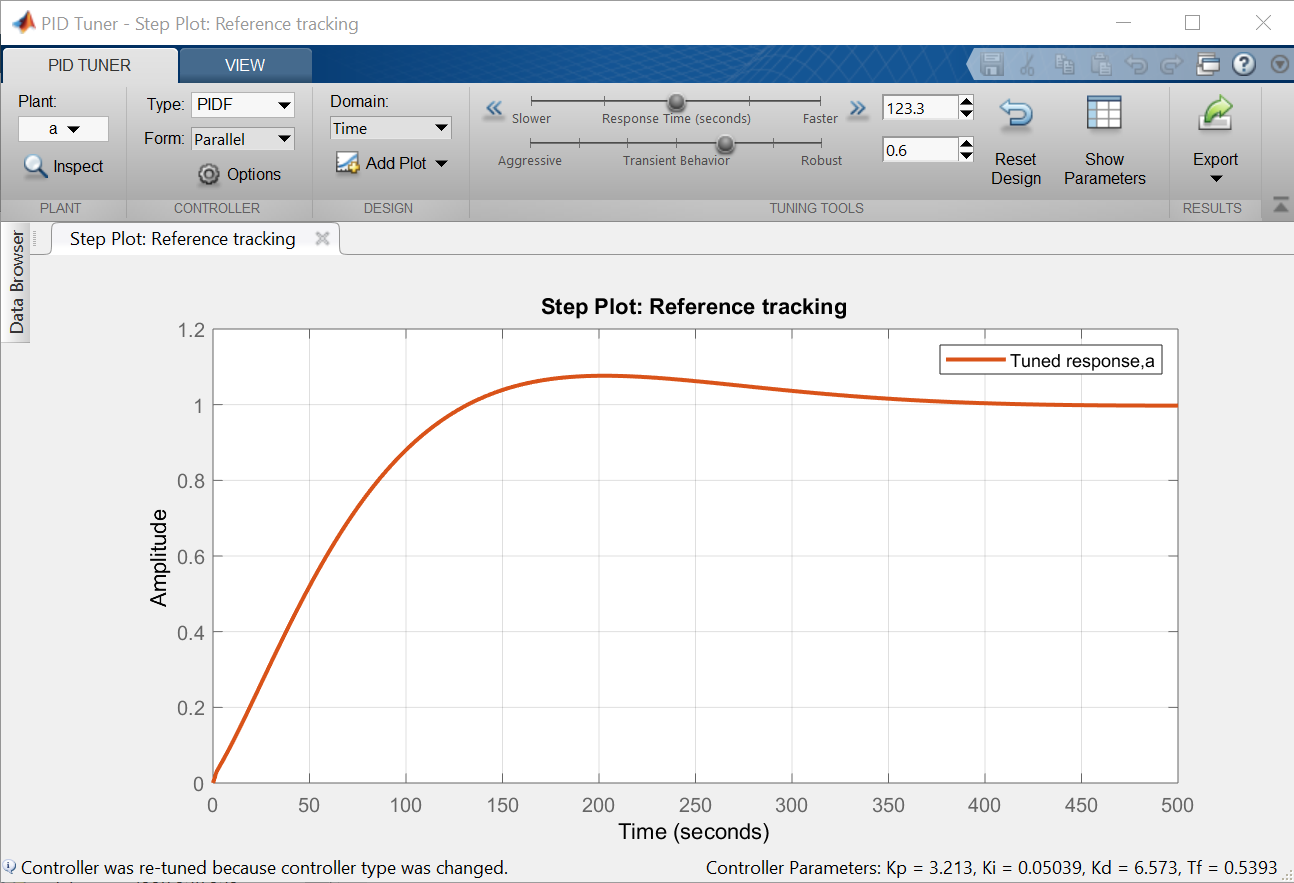 PID Tuner - Step Plot: Reference tracking
PID TUNER
VIEW
Plant:
a
Inspect
PLANT
Type:
PIDF
Form:
Parallel
Options
CONTROLLER
Domain:
Time
Add Plot
DESIGN
Slower
Response Time (seconds)
Faster
123.3
Aggressive
Transient Behavior
Robust
0.6
Reset
Design
Show
Parameters
TUNING TOOLS
Export
RESULTS
Data Browser
Step Plot: Reference tracking
Step Plot: Reference tracking
Tuned response,a
Amplitude
1.2
1
0.8
0.6
0.4
0.2
0
0 50 100 150 200 250 300 350 400 450 500
Time (seconds)
Controller was re-tuned because controller type was changed.
Controller Parameters: Kp = 3.213, Ki = 0.05039, Kd = 6.573, Tf = 0.5393